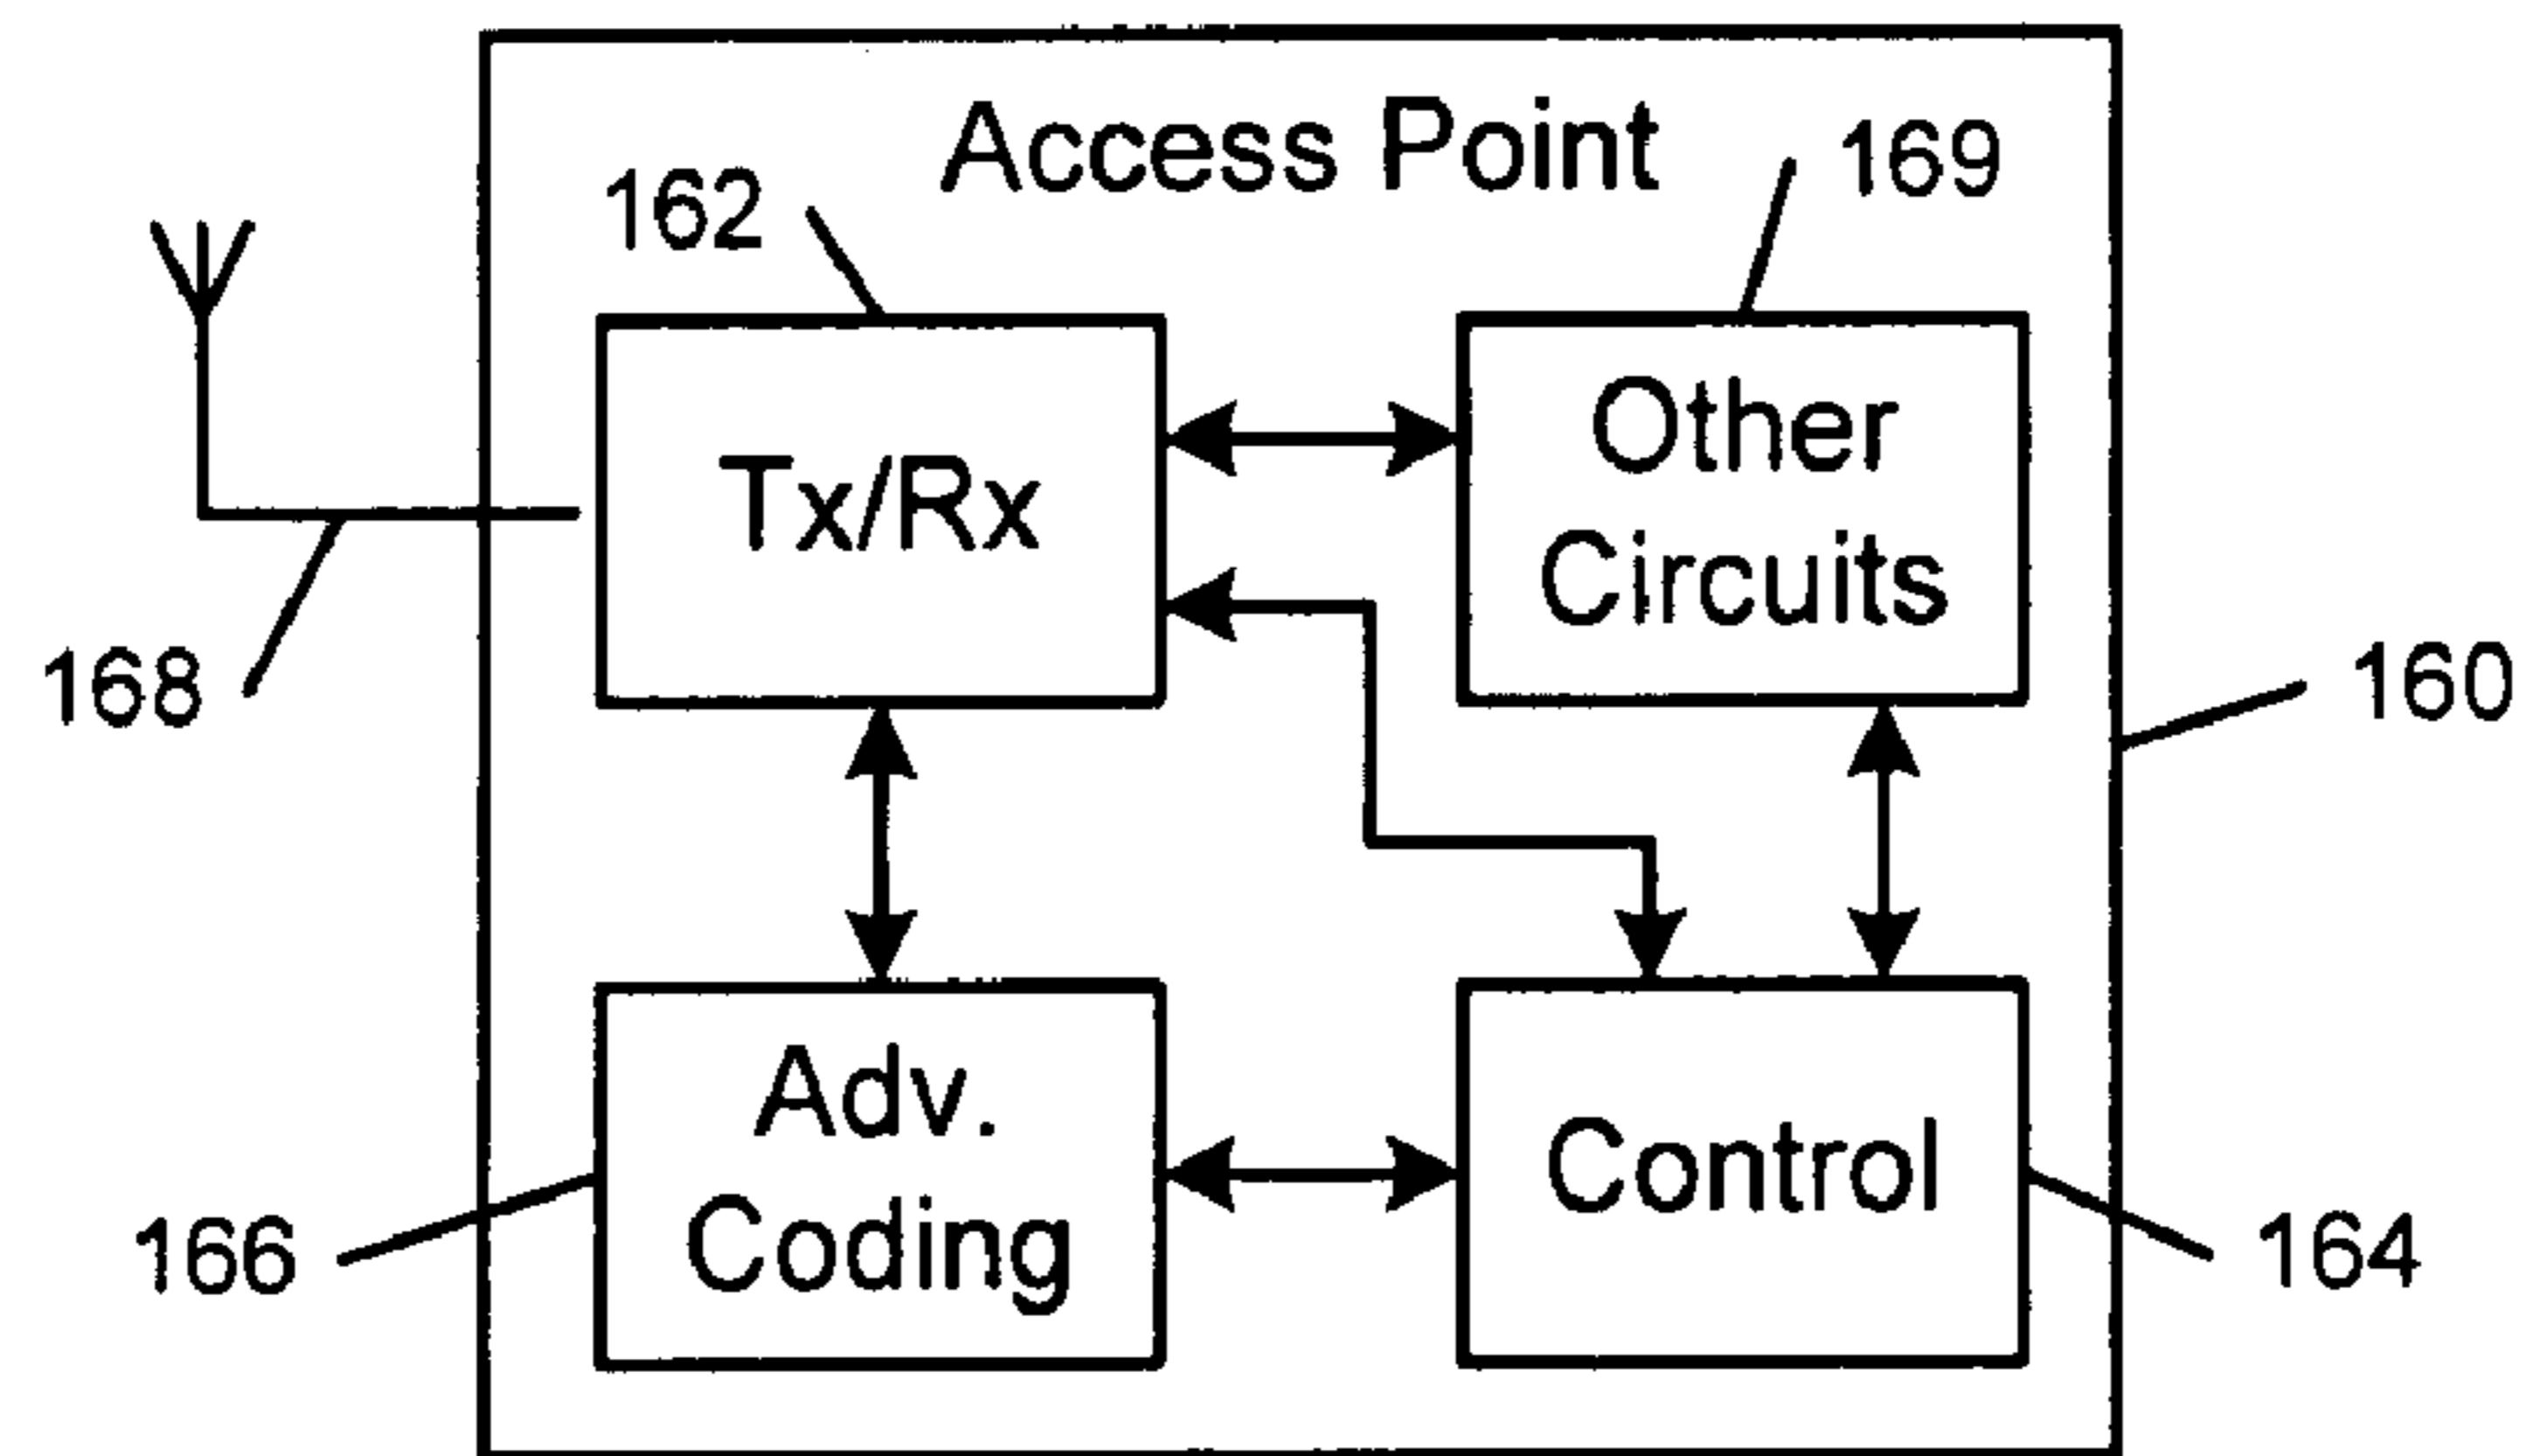 Access Point
162
169
Tx/Rx
Other
Circuits
168
160
Adv.
Coding
Control
166
164